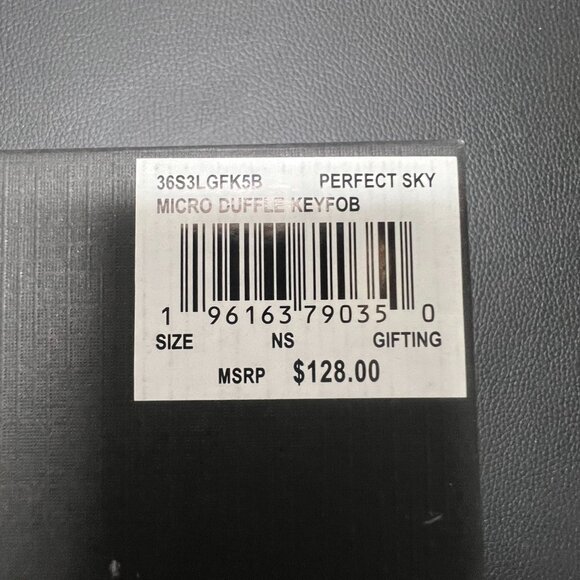 36S3LGFK5B PERFECT SKY
MICRO DUFFLE KEYFOB
1 96163 79035 0
SIZE NS GIFTING
MSRP $128.00